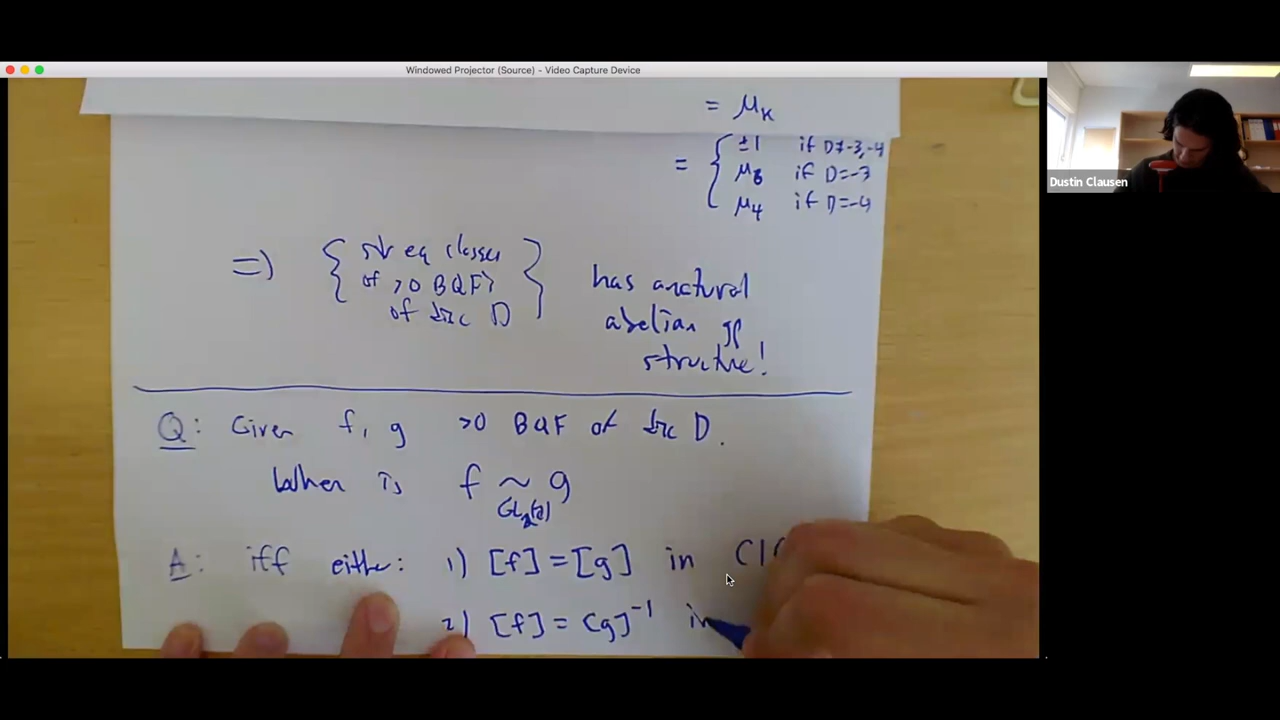 Windowed Projector (Source) - Video Capture Device
= μK
= { ±1 if D≠-3,-4
μ6 if D=-3
μ4 if D=-4
Dustin Clausen
=> { str eq classes
of >0 BQF's
of disc D } has a natural
abelian gp
structure!
Q: Given f, g >0 BQF of disc D.
When is f ~ g
GL2(Z)
A: iff either: 1) [f]=[g] in Cl(
2) [f] = [g]^-1 in